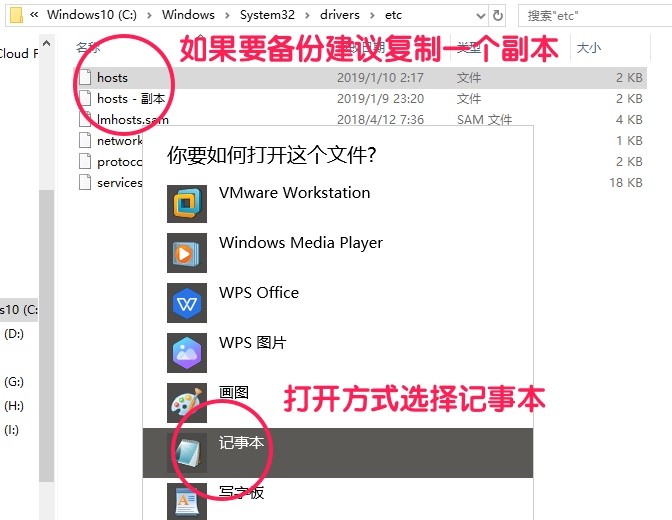 « Windows10 (C:) › Windows › System32 › drivers › etc
搜索"etc"
如果要备份建议复制一个副本
名称 类型 大小
Cloud F
hosts 2019/1/10 2:17 文件 2 KB
hosts - 副本 2019/1/9 23:20 文件 2 KB
lmhosts.sam 2018/4/12 7:36 SAM 文件 4 KB
network 1 KB
protoco 2 KB
services 18 KB
你要如何打开这个文件?
VMware Workstation
Windows Media Player
WPS Office
s10 (C:
(D:)
WPS 图片
(G:)
画图
打开方式选择记事本
(H:)
(I:)
记事本
写字板